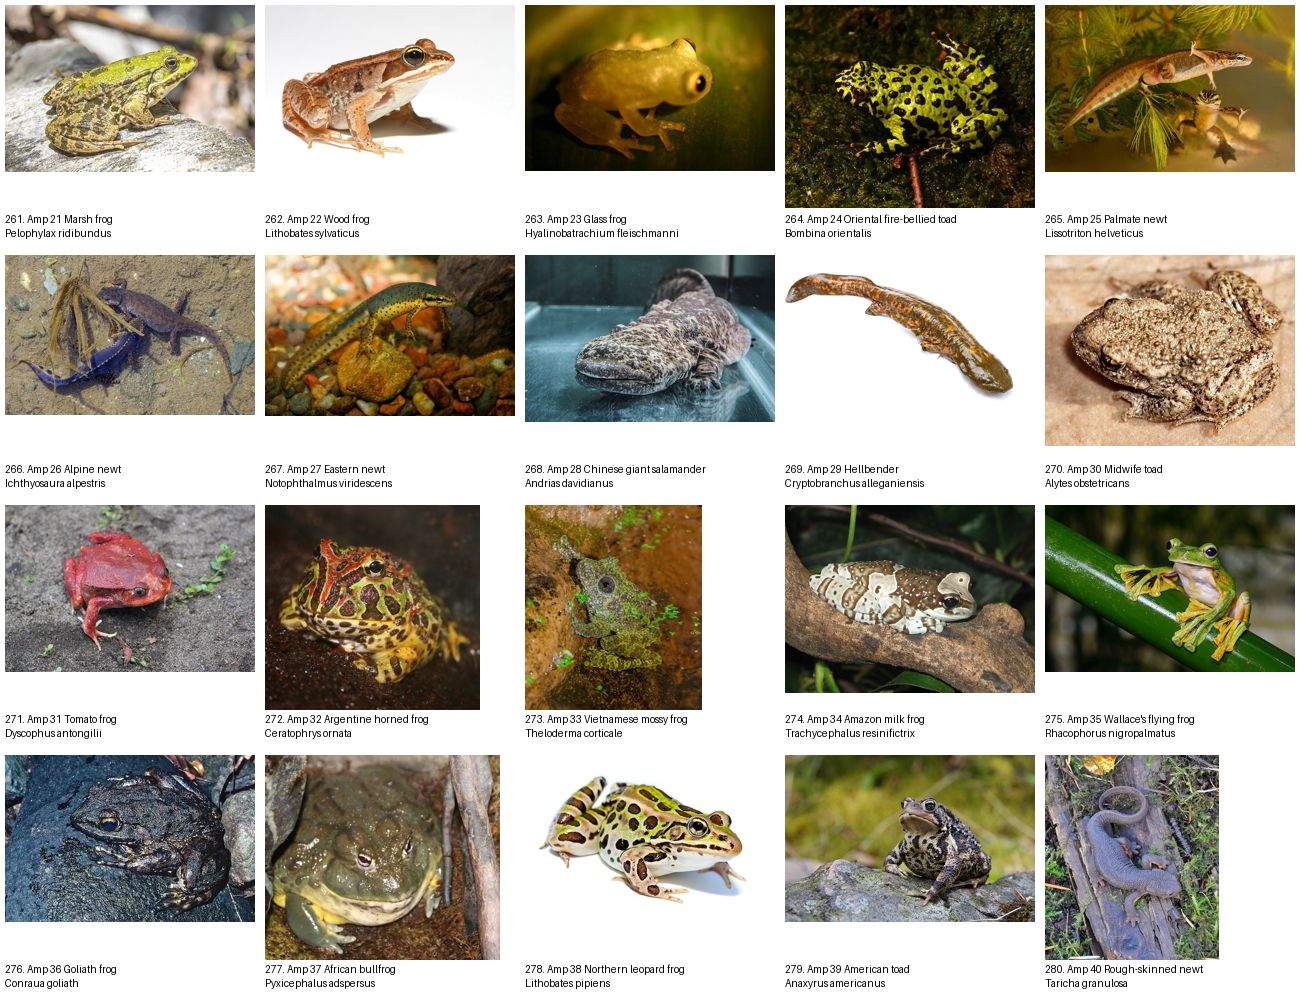 261. Amp 21 Marsh frog
Pelophylax ridibundus
262. Amp 22 Wood frog
Lithobates sylvaticus
263. Amp 23 Glass frog
Hyalinobatrachium fleischmanni
264. Amp 24 Oriental fire-bellied toad
Bombina orientalis
265. Amp 25 Palmate newt
Lissotriton helveticus
266. Amp 26 Alpine newt
Ichthyosaura alpestris
267. Amp 27 Eastern newt
Notophthalmus viridescens
268. Amp 28 Chinese giant salamander
Andrias davidianus
269. Amp 29 Hellbender
Cryptobranchus alleganiensis
270. Amp 30 Midwife toad
Alytes obstetricans
271. Amp 31 Tomato frog
Dyscophus antongilii
272. Amp 32 Argentine horned frog
Ceratophrys ornata
273. Amp 33 Vietnamese mossy frog
Theloderma corticale
274. Amp 34 Amazon milk frog
Trachycephalus resinifictrix
275. Amp 35 Wallace's flying frog
Rhacophorus nigropalmatus
276. Amp 36 Goliath frog
Conraua goliath
277. Amp 37 African bullfrog
Pyxicephalus adspersus
278. Amp 38 Northern leopard frog
Lithobates pipiens
279. Amp 39 American toad
Anaxyrus americanus
280. Amp 40 Rough-skinned newt
Taricha granulosa